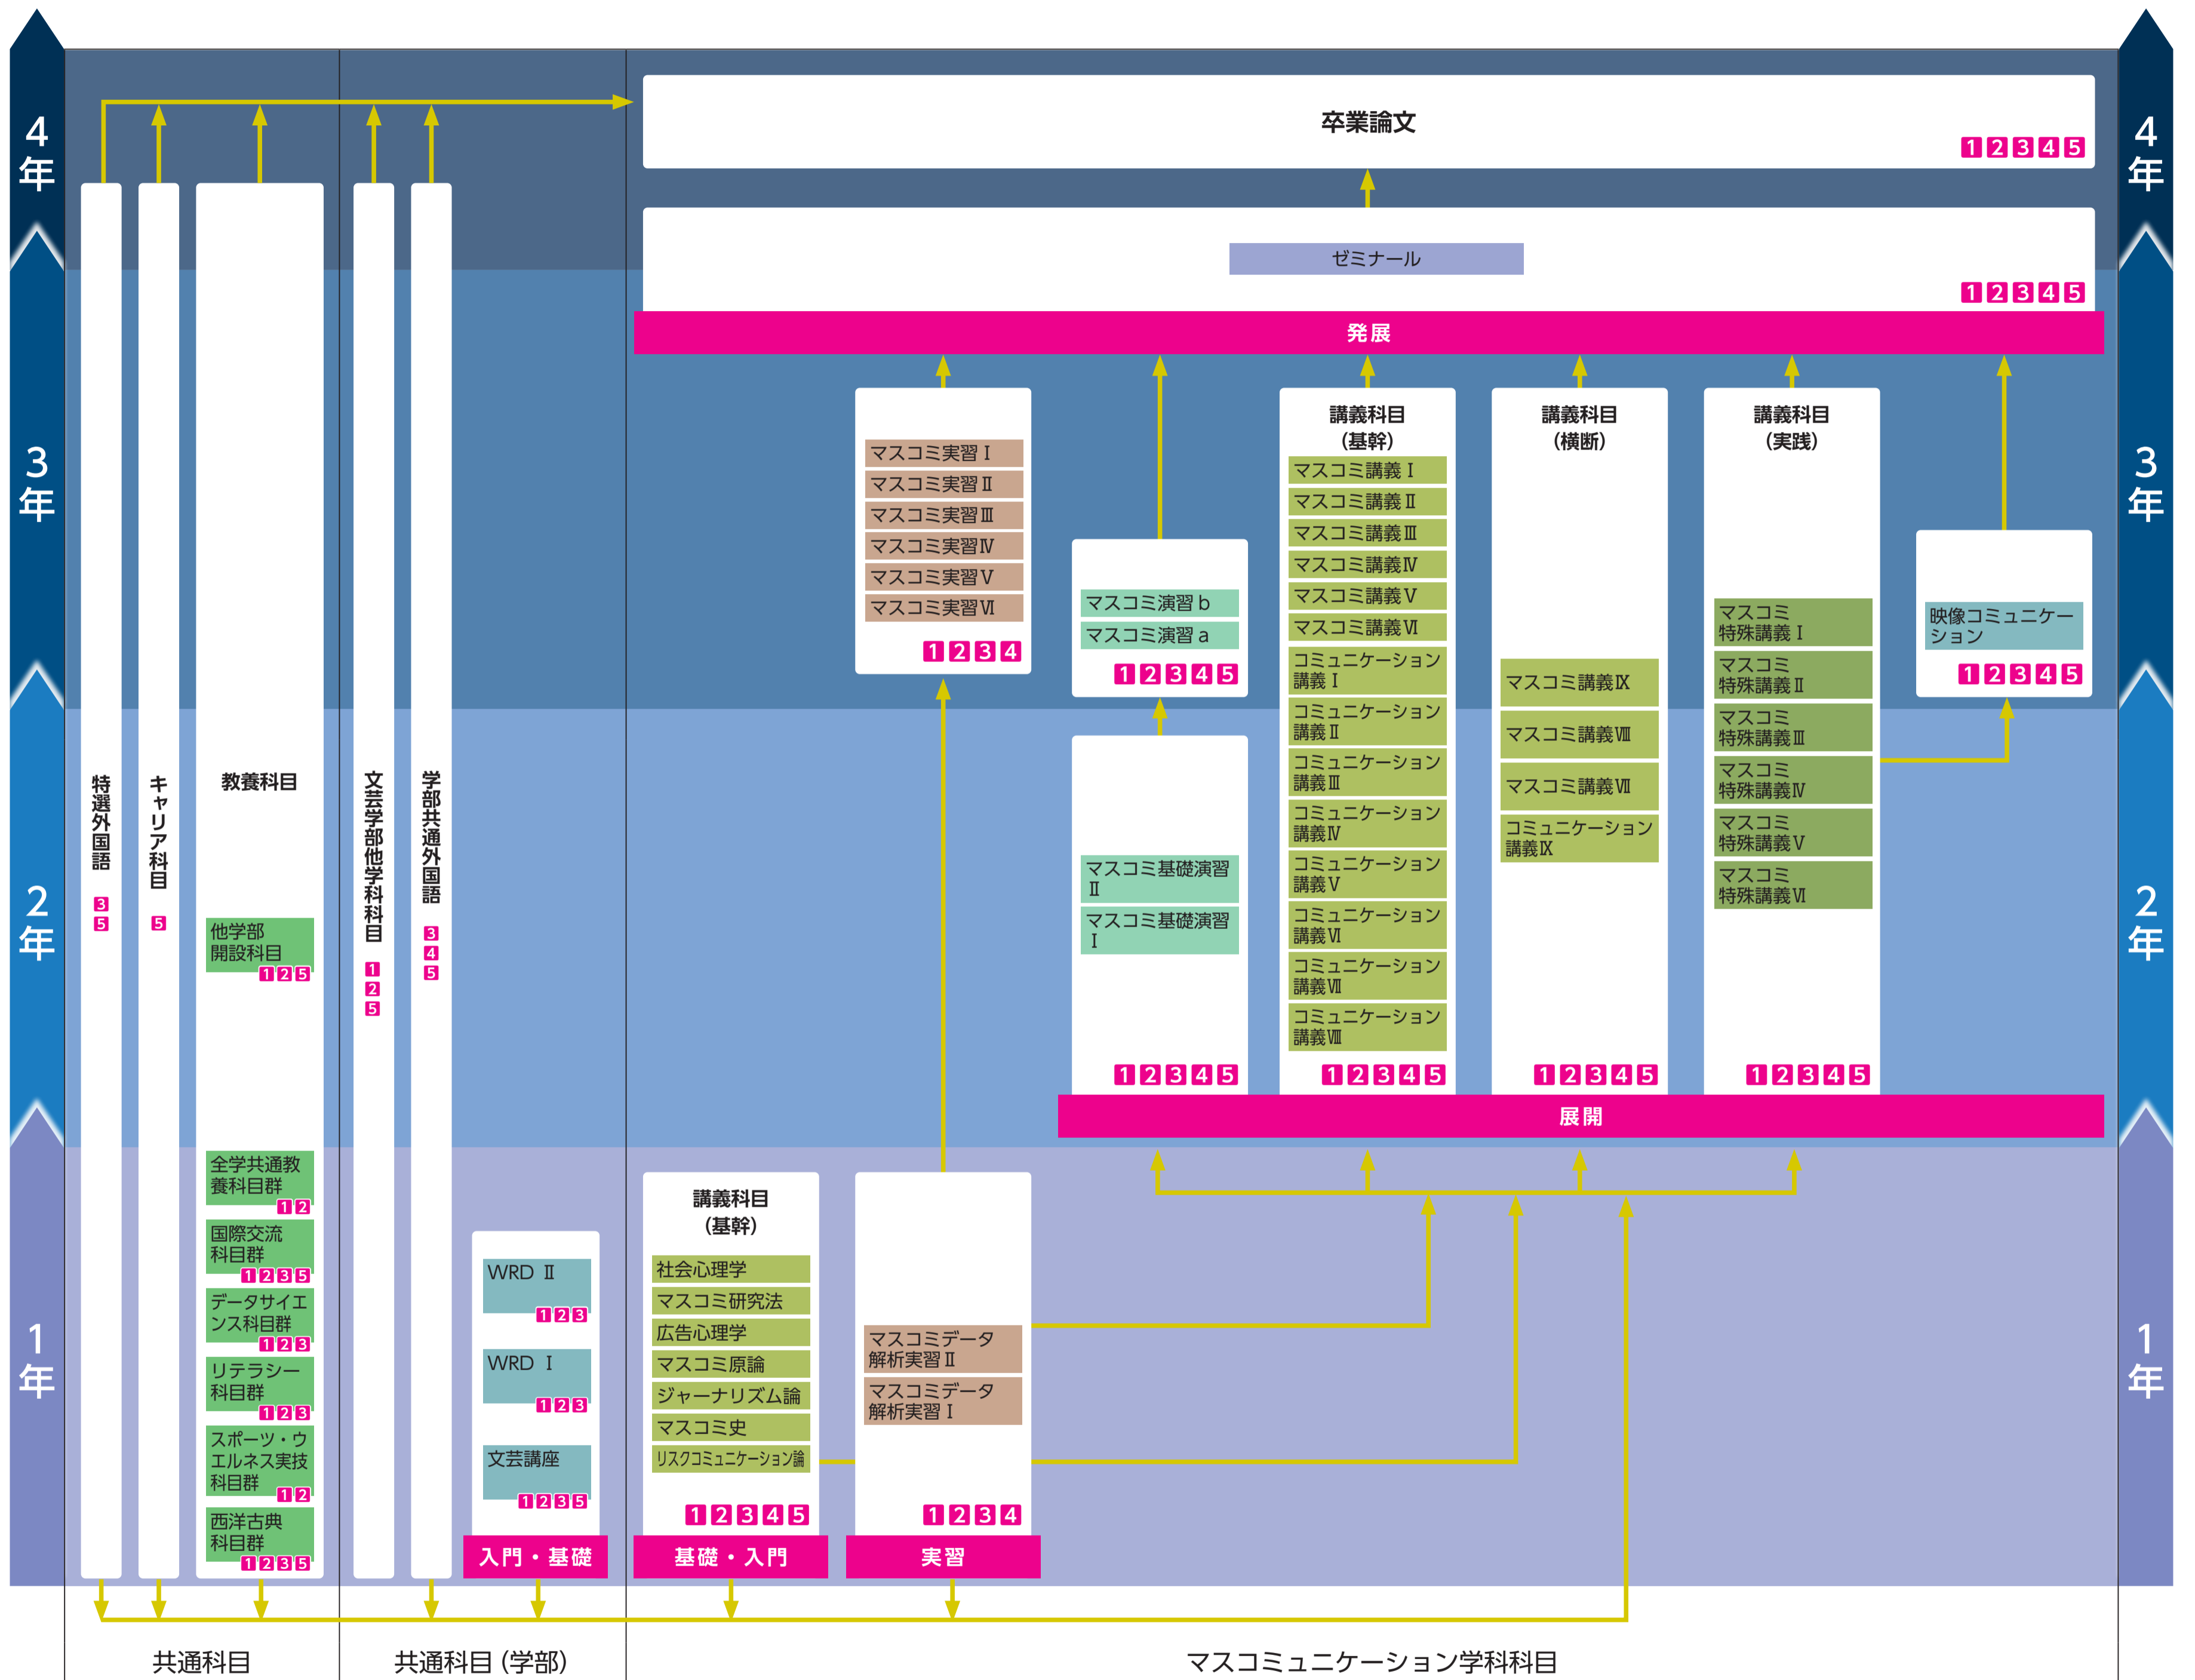 4年
3年
2年
1年
特選外国語
3
5
キャリア科目
5
教養科目
他学部
開設科目
1 2 5
全学共通教
養科目群
1 2
国際交流
科目群
1 2 3 5
データサイエ
ンス科目群
1 2 3
リテラシー
科目群
1 2 3
スポーツ・ウ
エルネス実技
科目群
1 2
西洋古典
科目群
1 2 3 5
共通科目
文芸学部他学科科目
1
2
5
学部共通外国語
3
4
5
WRD Ⅱ
1 2 3
WRD Ⅰ
1 2 3
文芸講座
1 2 3 5
入門・基礎
共通科目（学部）
卒業論文
1 2 3 4 5
ゼミナール
1 2 3 4 5
発展
マスコミ実習Ⅰ
マスコミ実習Ⅱ
マスコミ実習Ⅲ
マスコミ実習Ⅳ
マスコミ実習Ⅴ
マスコミ実習Ⅵ
1 2 3 4
マスコミ演習b
マスコミ演習a
1 2 3 4 5
マスコミ基礎演習
Ⅱ
マスコミ基礎演習
Ⅰ
1 2 3 4 5
講義科目
（基幹）
マスコミ講義Ⅰ
マスコミ講義Ⅱ
マスコミ講義Ⅲ
マスコミ講義Ⅳ
マスコミ講義Ⅴ
マスコミ講義Ⅵ
コミュニケーション
講義Ⅰ
コミュニケーション
講義Ⅱ
コミュニケーション
講義Ⅲ
コミュニケーション
講義Ⅳ
コミュニケーション
講義Ⅴ
コミュニケーション
講義Ⅵ
コミュニケーション
講義Ⅶ
コミュニケーション
講義Ⅷ
1 2 3 4 5
講義科目
（横断）
マスコミ講義Ⅸ
マスコミ講義Ⅷ
マスコミ講義Ⅶ
コミュニケーション
講義Ⅸ
1 2 3 4 5
講義科目
（実践）
マスコミ
特殊講義Ⅰ
マスコミ
特殊講義Ⅱ
マスコミ
特殊講義Ⅲ
マスコミ
特殊講義Ⅳ
マスコミ
特殊講義Ⅴ
マスコミ
特殊講義Ⅵ
1 2 3 4 5
映像コミュニケー
ション
1 2 3 4 5
展開
講義科目
（基幹）
社会心理学
マスコミ研究法
広告心理学
マスコミ原論
ジャーナリズム論
マスコミ史
リスクコミュニケーション論
1 2 3 4 5
基礎・入門
マスコミデータ
解析実習Ⅱ
マスコミデータ
解析実習Ⅰ
1 2 3 4
実習
マスコミュニケーション学科科目
4年
3年
2年
1年